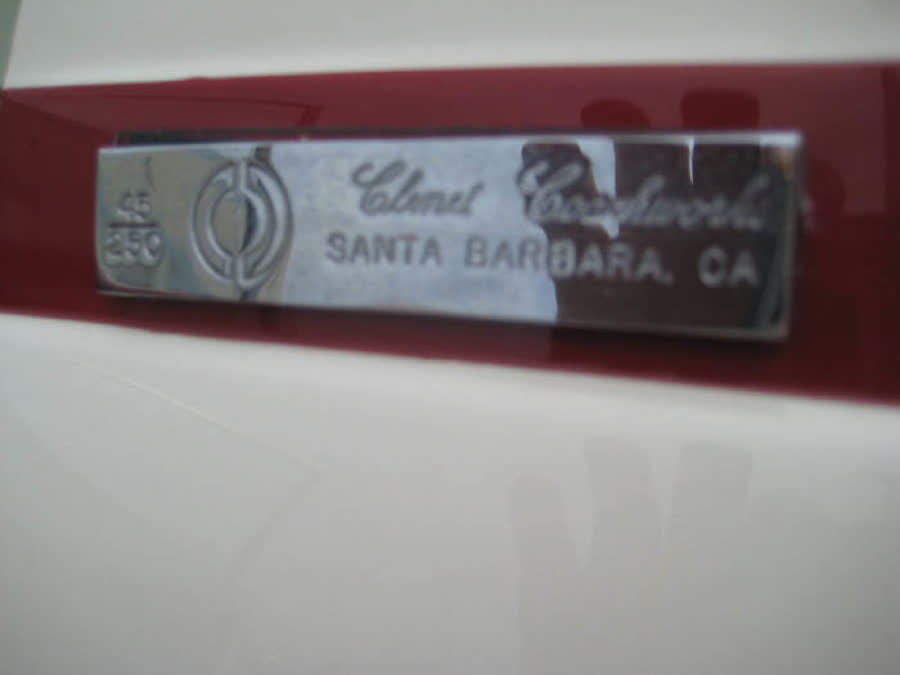 45
250
Clenet Coachworks
SANTA BARBARA, CA